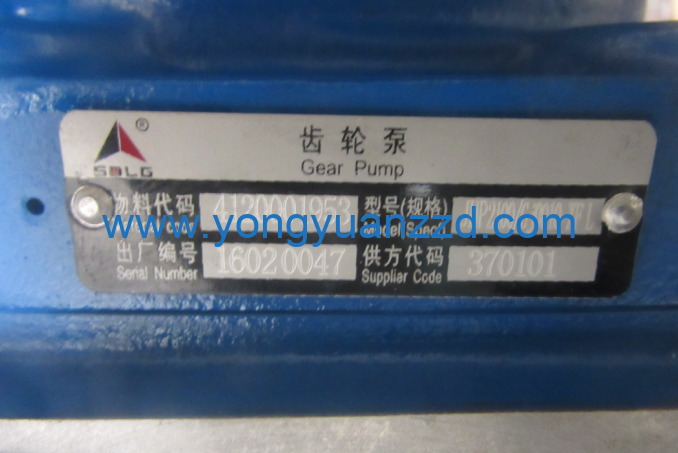 ®
SDLG
齿轮泵
Gear Pump
物料代码 4120001953 型号(规格)
Model Spec
www.yongyuanzzd.com
出厂编号 16020047 供方代码 370101
Serial Number Supplier Code